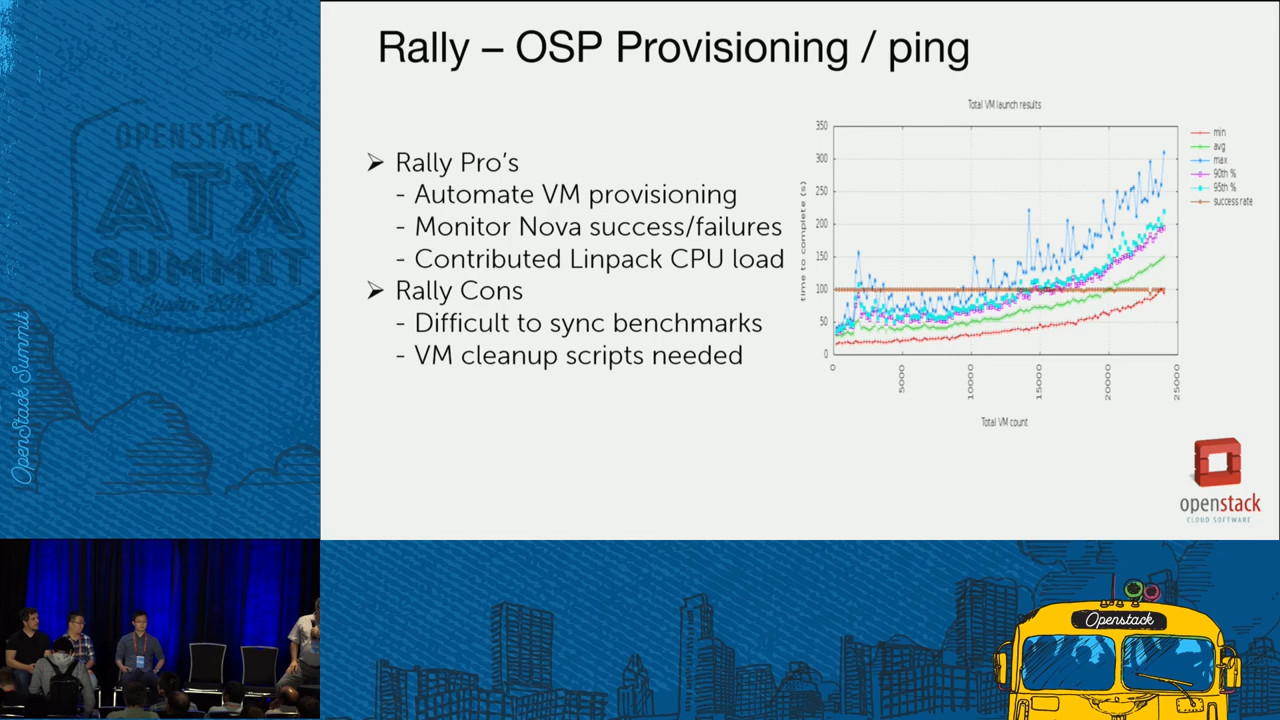 OPENSTACK
ATX
SUMMIT
OpenStack Summit
Rally – OSP Provisioning / ping
➢ Rally Pro's
- Automate VM provisioning
- Monitor Nova success/failures
- Contributed Linpack CPU load
➢ Rally Cons
- Difficult to sync benchmarks
- VM cleanup scripts needed
Total VM launch results
350
300
250
200
150
100
50
0
time to complete (s)
0
5000
10000
15000
20000
25000
Total VM count
min
avg
max
90th %
95th %
success rate
openstack
CLOUD SOFTWARE
Openstack